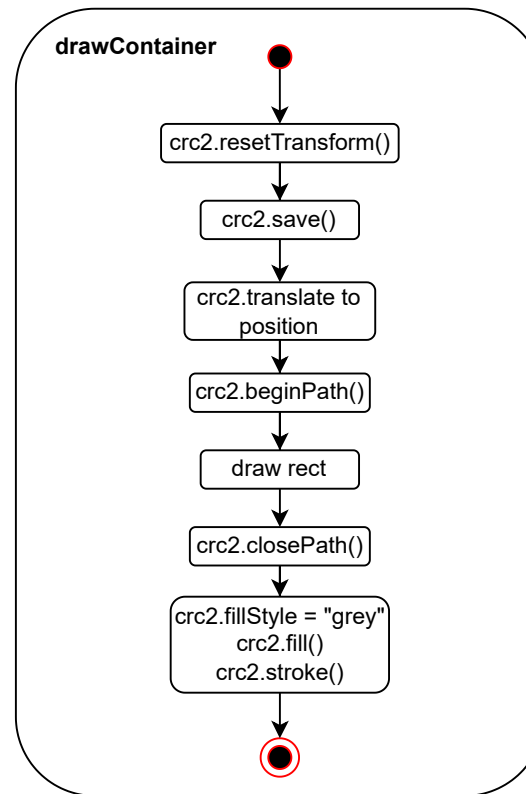 drawContainer
crc2.resetTransform()
crc2.save()
crc2.translate to
position
crc2.beginPath()
draw rect
crc2.closePath()
crc2.fillStyle = "grey"
crc2.fill()
crc2.stroke()